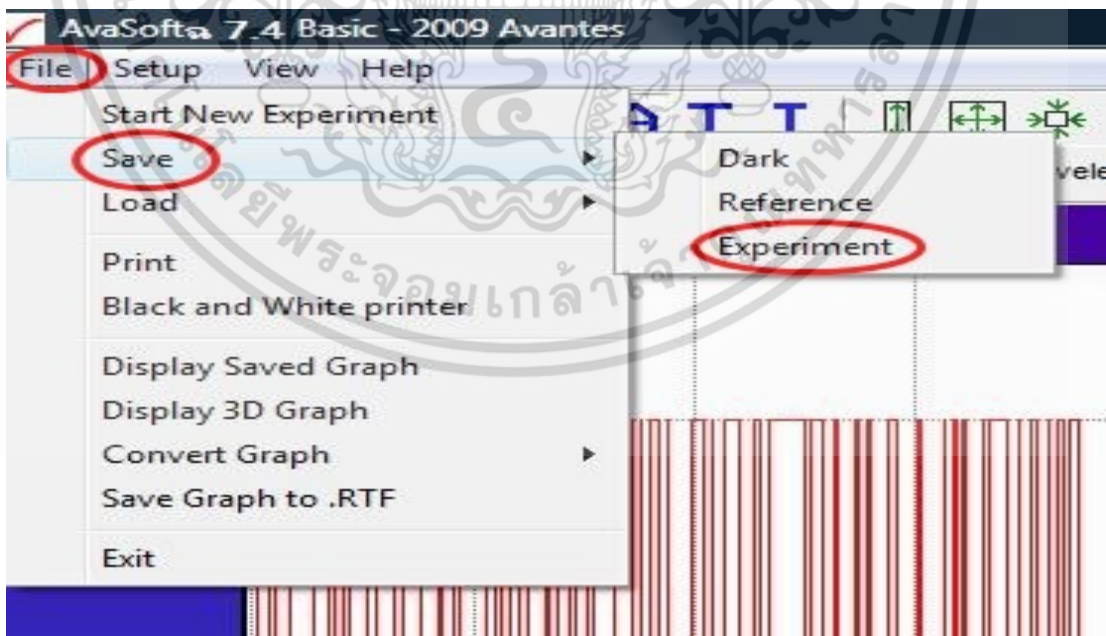 AvaSoft 7.4 Basic - 2009 Avantes
File Setup View Help
Start New Experiment
Save
Load
Print
Black and White printer
Display Saved Graph
Display 3D Graph
Convert Graph
Save Graph to .RTF
Exit
Dark
Reference
Experiment